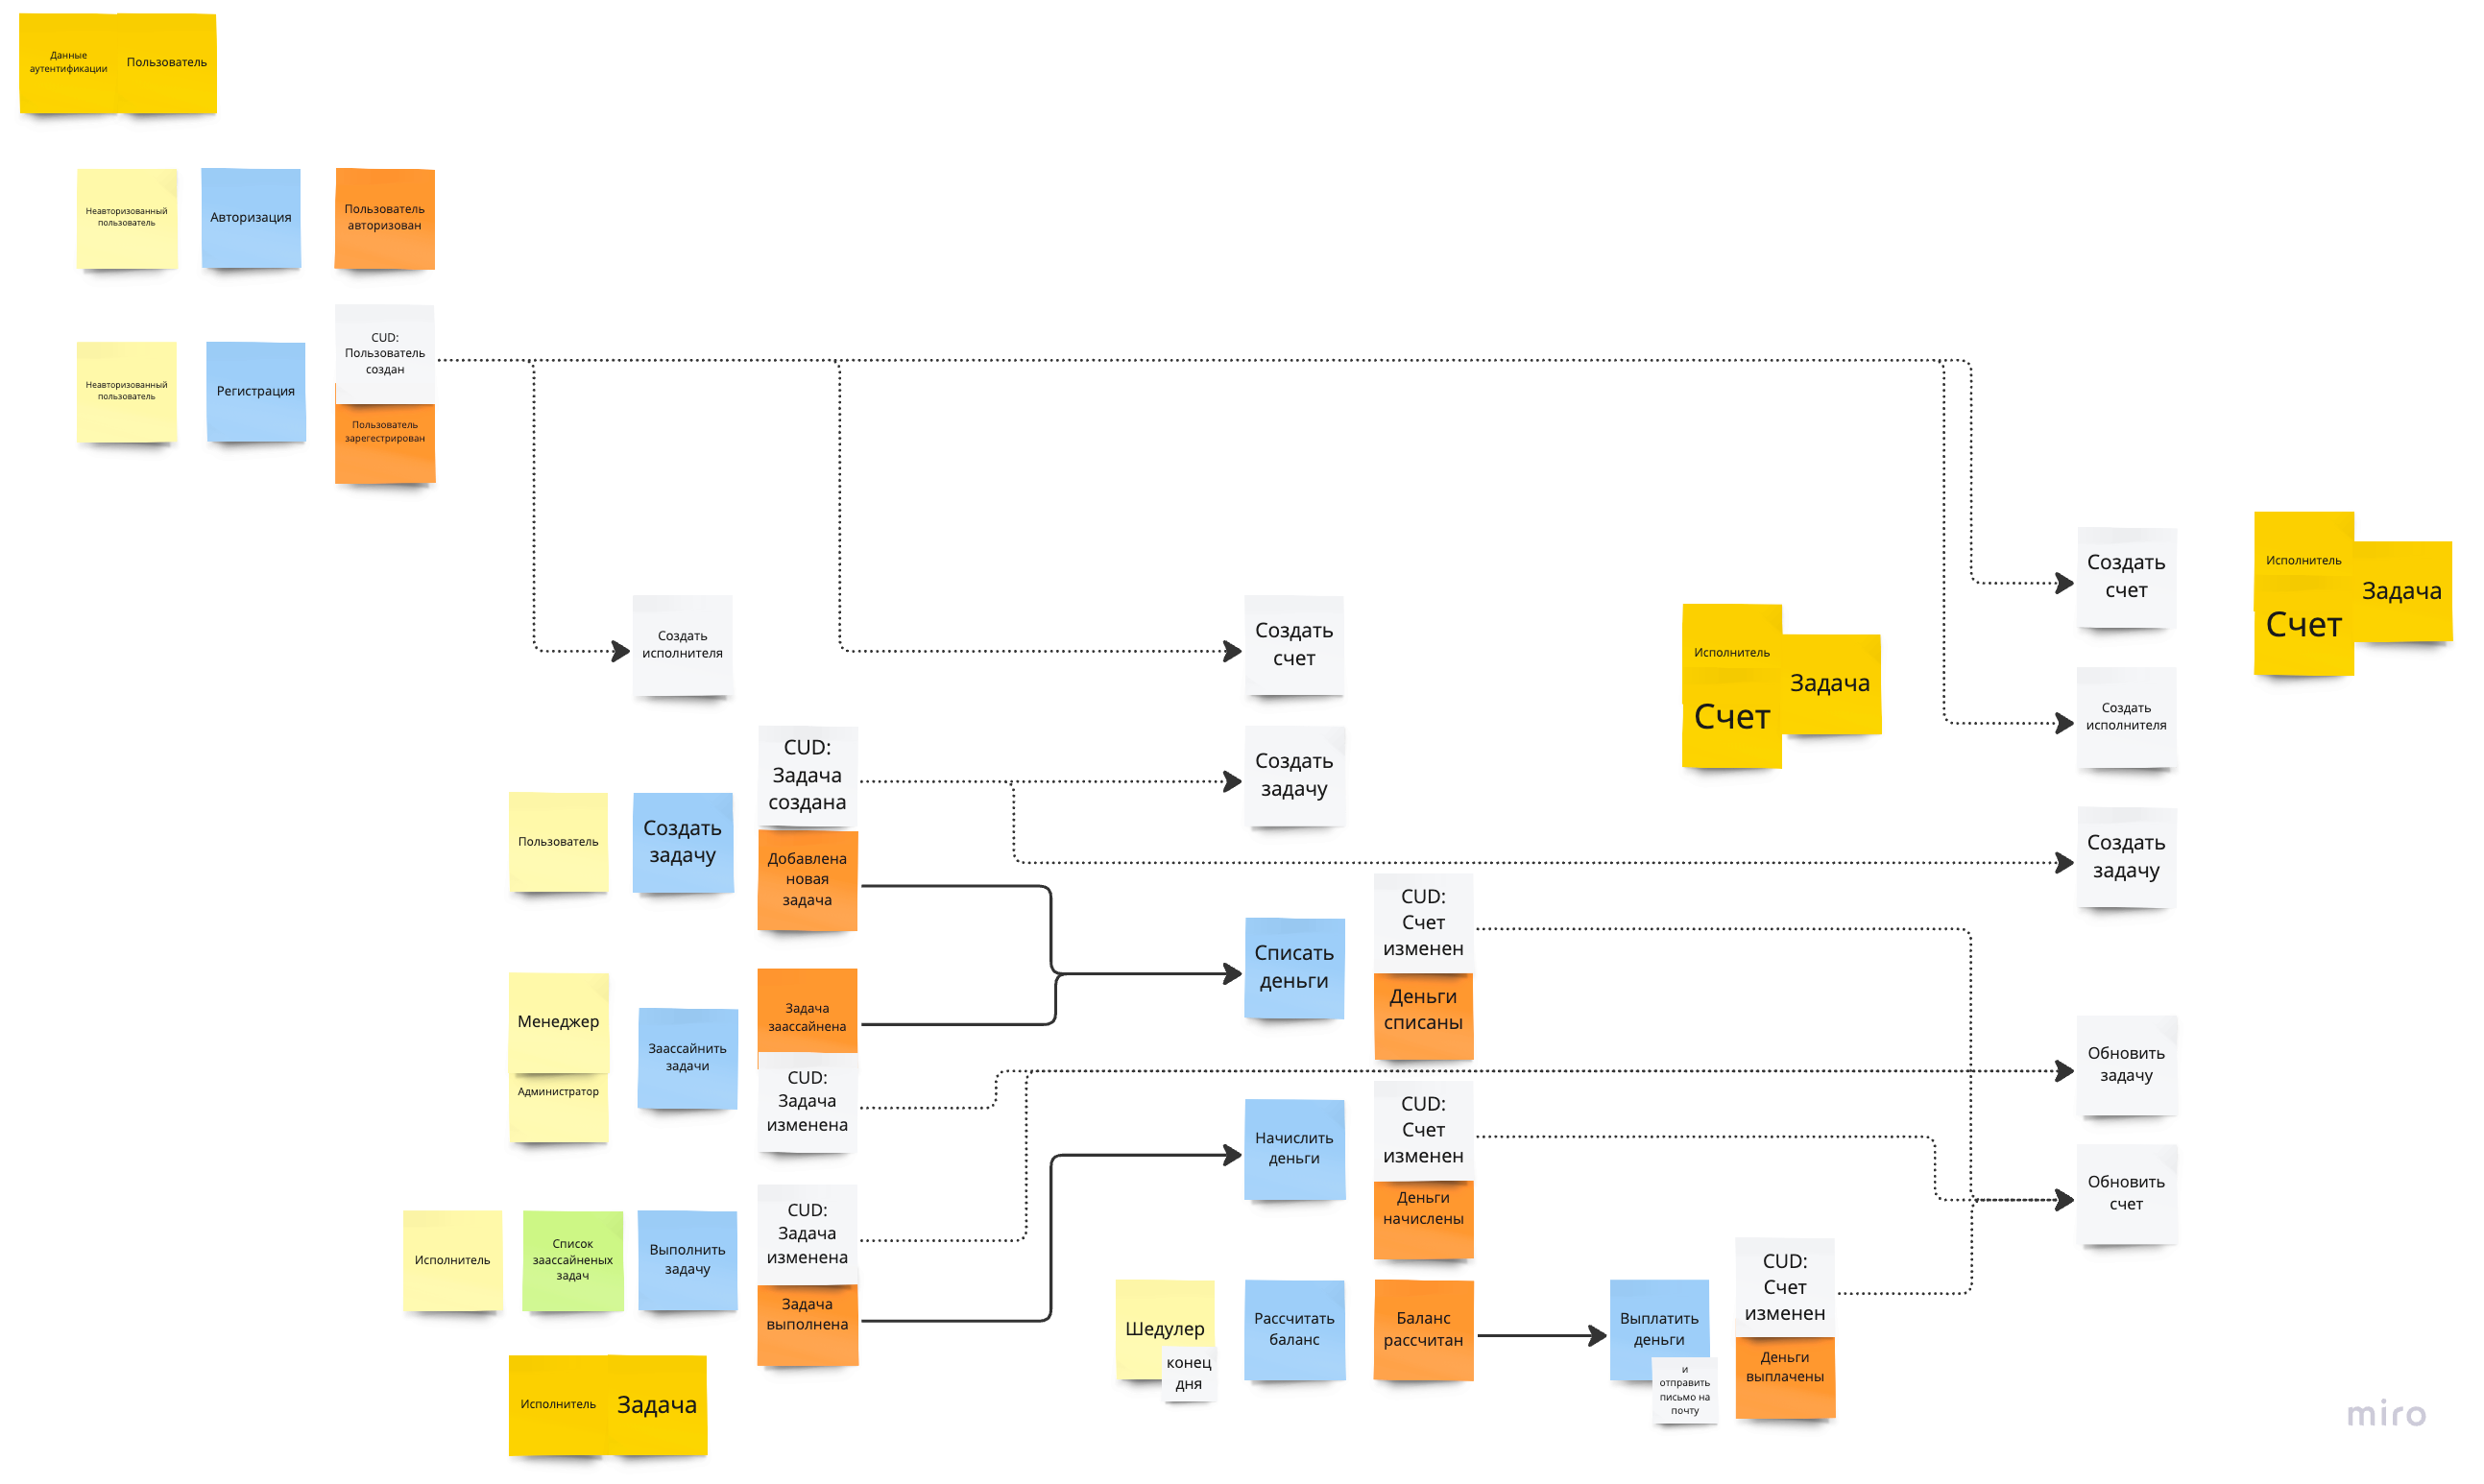 Данные
аутентификации
Пользователь
Неавторизованный
пользователь
Авторизация
Пользователь
авторизован
Неавторизованный
пользователь
Регистрация
CUD:
Пользователь
создан
Пользователь
зарегестрирован
Создать
исполнителя
Создать
счет
Исполнитель
Счет
Задача
Создать
счет
Исполнитель
Счет
Задача
Создать
исполнителя
CUD:
Задача
создана
Создать
задачу
Пользователь
Создать
задачу
Добавлена
новая
задача
Создать
задачу
Списать
деньги
CUD:
Счет
изменен
Деньги
списаны
Менеджер
Администратор
Заассайнить
задачи
Задача
заассайнена
CUD:
Задача
изменена
Обновить
задачу
Начислить
деньги
CUD:
Счет
изменен
Деньги
начислены
Обновить
счет
Исполнитель
Список
заассайненых
задач
Выполнить
задачу
CUD:
Задача
изменена
Задача
выполнена
Шедулер
конец
дня
Рассчитать
баланс
Баланс
рассчитан
Выплатить
деньги
и
отправить
письмо на
почту
CUD:
Счет
изменен
Деньги
выплачены
Исполнитель
Задача
miro